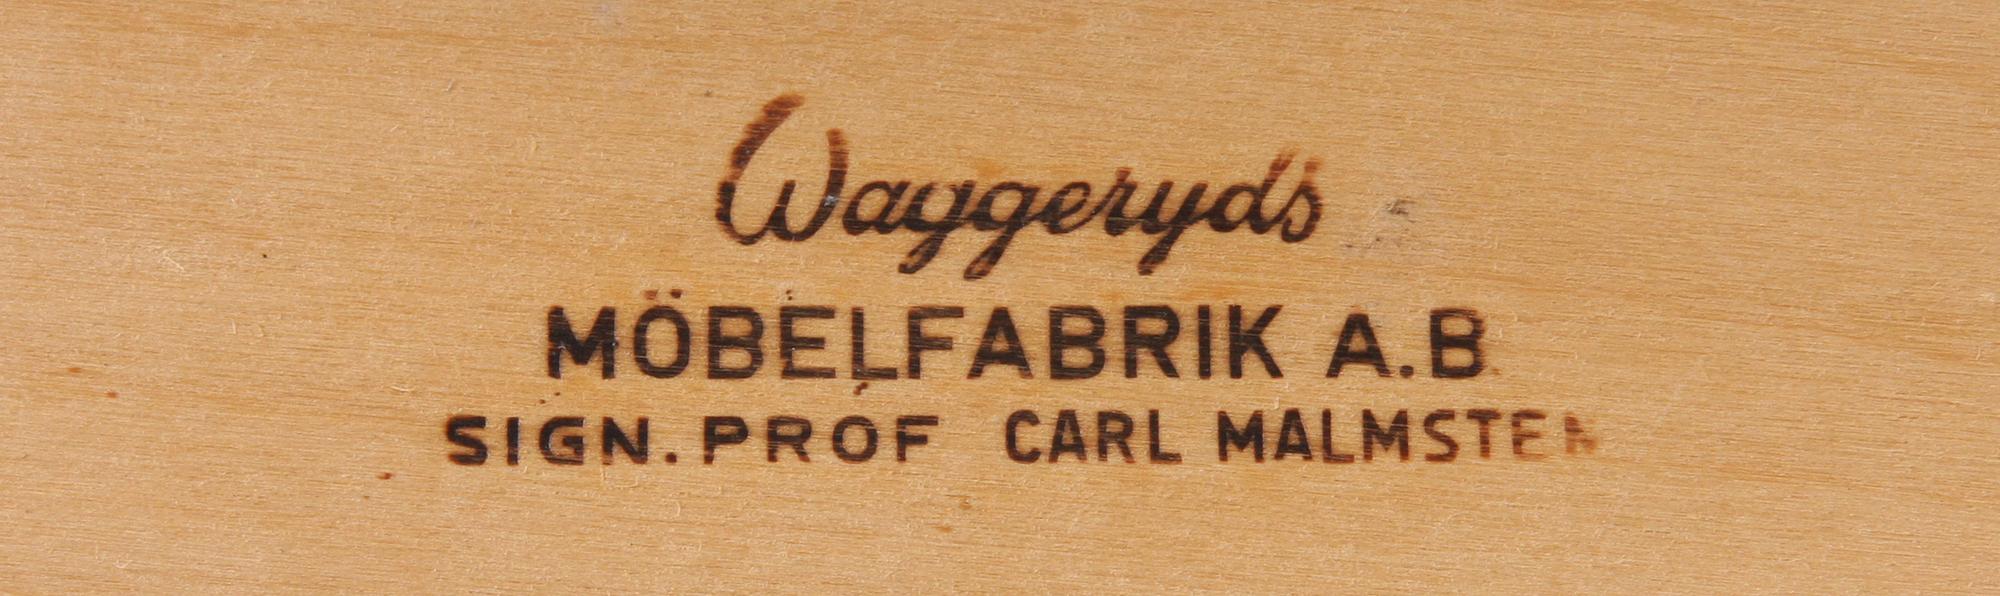 Waggeryds
MÖBELFABRIK A.B.
SIGN. PROF CARL MALMSTEN